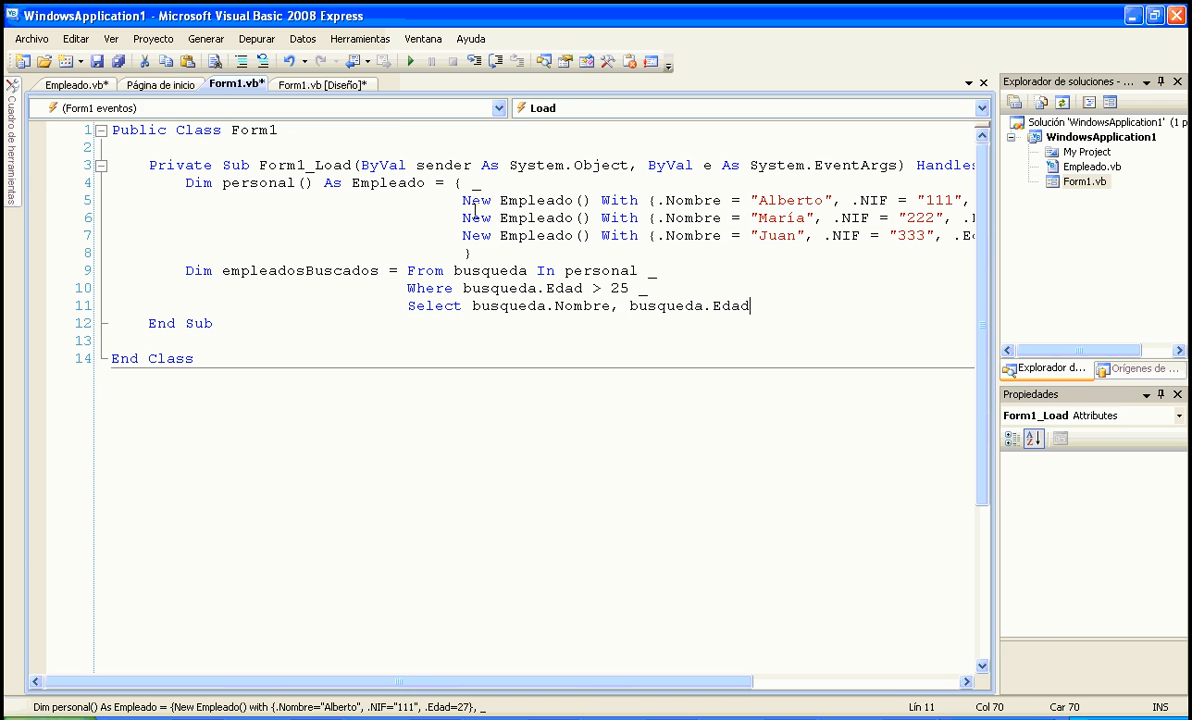 WindowsApplication1 - Microsoft Visual Basic 2008 Express
Archivo Editar Ver Proyecto Generar Depurar Datos Herramientas Ventana Ayuda
Empleado.vb* Página de inicio Form1.vb* Form1.vb [Diseño]*
(Form1 eventos) Load
Cuadro de herramientas
1 Public Class Form1
2
3 Private Sub Form1_Load(ByVal sender As System.Object, ByVal e As System.EventArgs) Handles
4 Dim personal() As Empleado = { _
5 New Empleado() With {.Nombre = "Alberto", .NIF = "111",
6 New Empleado() With {.Nombre = "María", .NIF = "222", .
7 New Empleado() With {.Nombre = "Juan", .NIF = "333", .Ed
8 }
9 Dim empleadosBuscados = From busqueda In personal _
10 Where busqueda.Edad > 25 _
11 Select busqueda.Nombre, busqueda.Edad
12 End Sub
13
14 End Class
Explorador de soluciones - ...
Solución 'WindowsApplication1' (1 p
WindowsApplication1
My Project
Empleado.vb
Form1.vb
Explorador d... Orígenes de ...
Propiedades
Form1_Load Attributes
Dim personal() As Empleado = {New Empleado() with {.Nombre="Alberto", .NIF="111", .Edad=27}, _
Lín 11 Col 70 Car 70 INS